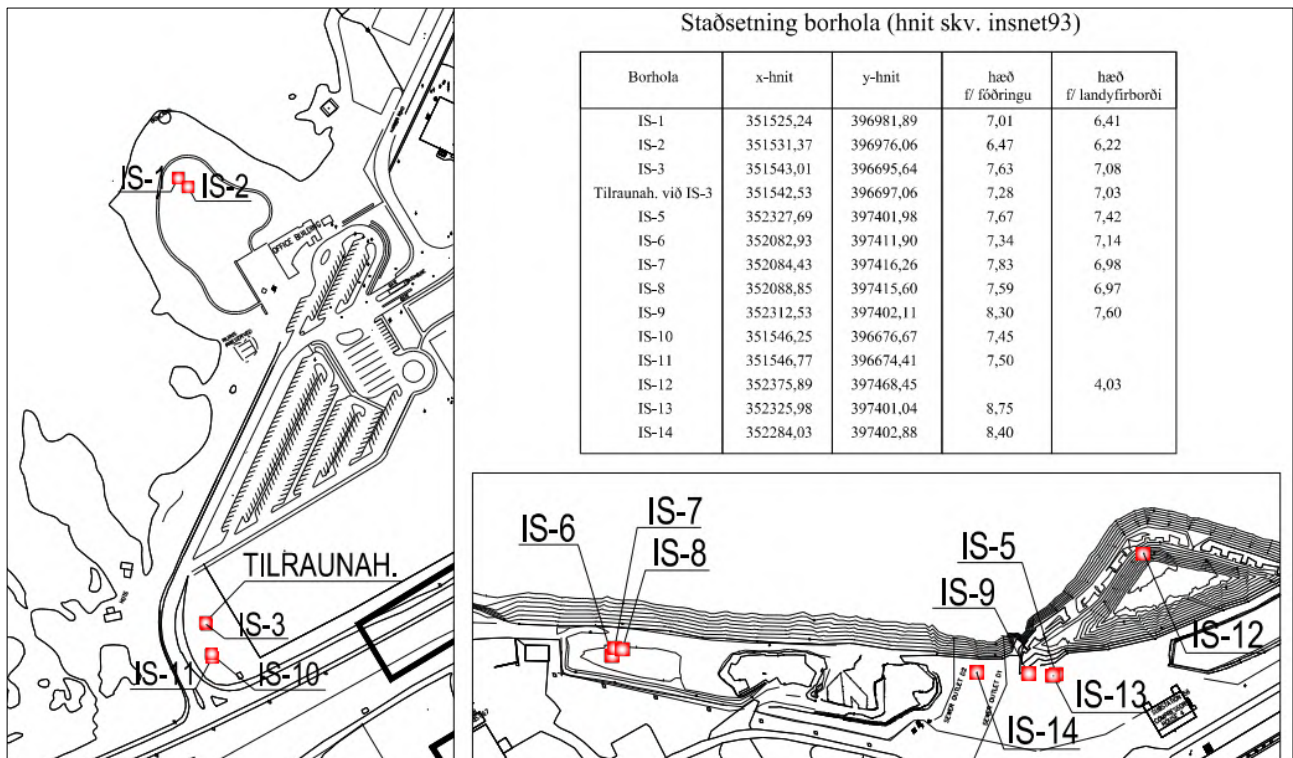 Staðsetning borhola (hnit skv. insnet93)
Borhola x-hnit y-hnit hæð f/ fóðringu hæð f/ landyfirborði
IS-1 351525,24 396981,89 7,01 6,41
IS-2 351531,37 396976,06 6,47 6,22
IS-3 351543,01 396695,64 7,63 7,08
Tilraunah. við IS-3 351542,53 396697,06 7,28 7,03
IS-5 352327,69 397401,98 7,67 7,42
IS-6 352082,93 397411,90 7,34 7,14
IS-7 352084,43 397416,26 7,83 6,98
IS-8 352088,85 397415,60 7,59 6,97
IS-9 352312,53 397402,11 8,30 7,60
IS-10 351546,25 396676,67 7,45
IS-11 351546,77 396674,41 7,50
IS-12 352375,89 397468,45 4,03
IS-13 352325,98 397401,04 8,75
IS-14 352284,03 397402,88 8,40
IS-1
IS-2
OFFICE BUILDING
TILRAUNAH.
IS-3
IS-11
IS-10
IS-7
IS-6
IS-8
IS-5
IS-9
IS-12
IS-13
IS-14
SEWER OUTLET D2
SEWER OUTLET D1
SUBSTATION
COMPRESSOR
HOUSE